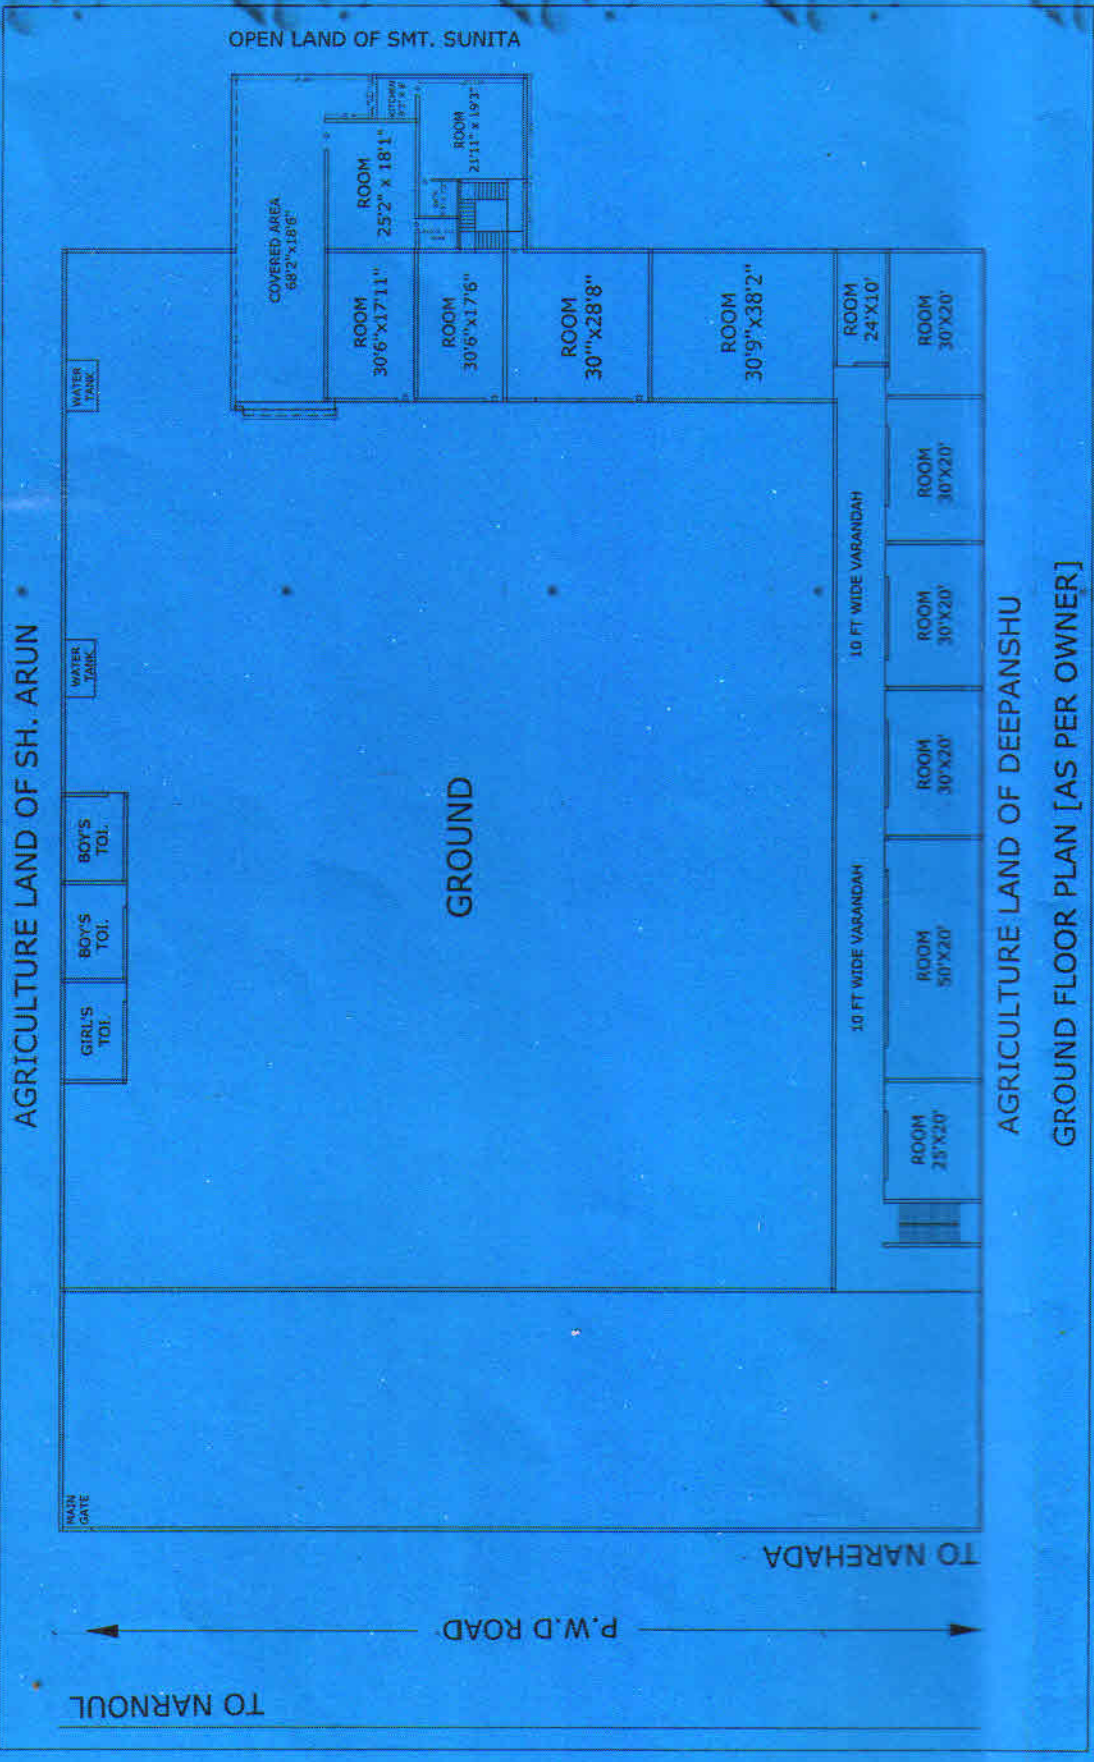 OPEN LAND OF SMT. SUNITA
AGRICULTURE LAND OF SH. ARUN
COVERED AREA
68'2"x18'6"
ROOM
25'2" x 18'1"
KITCHEN
ROOM
21'11" x 19'3"
ROOM
30'6"x17'11"
ROOM
30'6"x17'6"
ROOM
30'"x28'8"
ROOM
30'9"x38'2"
ROOM
24'X10'
ROOM
30'X20'
WATER
TANK
WATER
TANK
ROOM
30'X20'
10 FT WIDE VARANDAH
ROOM
30'X20'
ROOM
30'X20'
BOY'S
TOI.
BOY'S
TOI.
GIRL'S
TOI.
GROUND
10 FT WIDE VARANDAH
ROOM
50'X20'
ROOM
25'X20'
AGRICULTURE LAND OF DEEPANSHU
GROUND FLOOR PLAN [AS PER OWNER]
MAIN
GATE
TO NAREHADA
P.W.D ROAD
TO NARNOUL